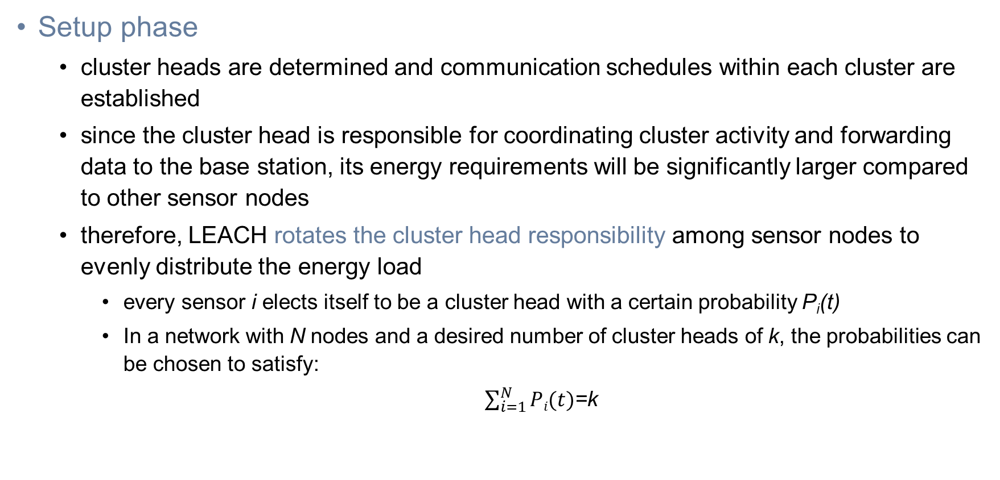 • Setup phase
• cluster heads are determined and communication schedules within each cluster are
established
• since the cluster head is responsible for coordinating cluster activity and forwarding
data to the base station, its energy requirements will be significantly larger compared
to other sensor nodes
• therefore, LEACH rotates the cluster head responsibility among sensor nodes to
evenly distribute the energy load
• every sensor i elects itself to be a cluster head with a certain probability Pᵢ(t)
• In a network with N nodes and a desired number of cluster heads of k, the probabilities can
be chosen to satisfy:
∑_{i=1}^{N} P_i(t)=k